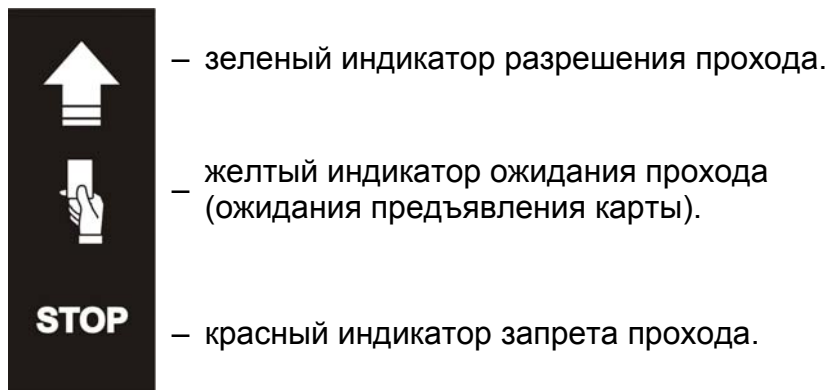 – зеленый индикатор разрешения прохода.
– желтый индикатор ожидания прохода
(ожидания предъявления карты).
STOP
– красный индикатор запрета прохода.